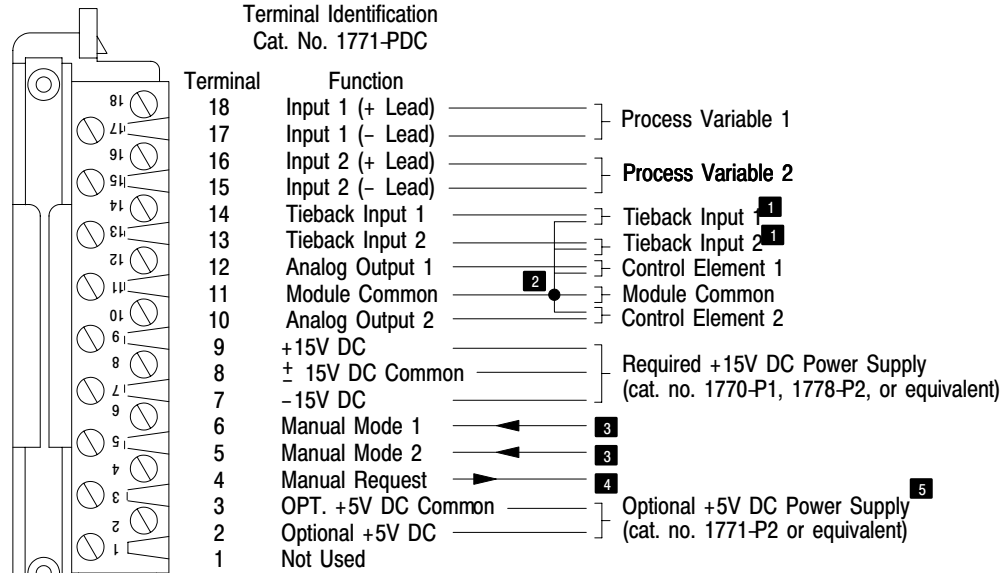 Terminal Identification
Cat. No. 1771-PDC
Terminal Function
18 Input 1 (+ Lead)
17 Input 1 (– Lead)
Process Variable 1
16 Input 2 (+ Lead)
15 Input 2 (– Lead)
Process Variable 2
14 Tieback Input 1 Tieback Input 1 1
13 Tieback Input 2 Tieback Input 2 1
12 Analog Output 1 Control Element 1
2
11 Module Common Module Common
10 Analog Output 2 Control Element 2
9 +15V DC
8 ± 15V DC Common
7 –15V DC
Required +15V DC Power Supply
(cat. no. 1770-P1, 1778-P2, or equivalent)
6 Manual Mode 1 3
5 Manual Mode 2 3
4 Manual Request 4
3 OPT. +5V DC Common
2 Optional +5V DC
Optional +5V DC Power Supply 5
(cat. no. 1771-P2 or equivalent)
1 Not Used
18
17
16
15
14
13
12
11
10
9
8
7
6
5
4
3
2
1